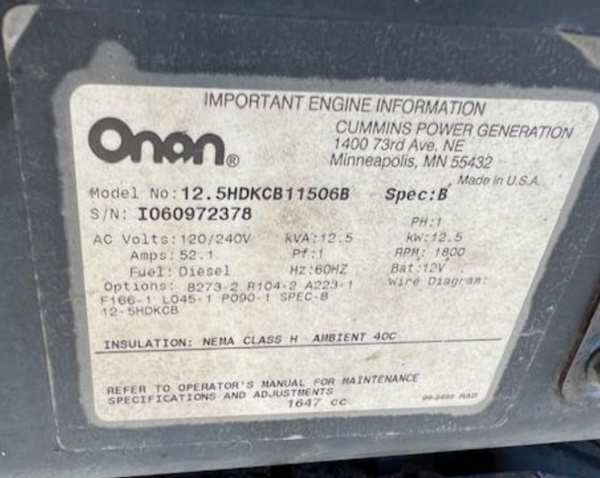 IMPORTANT ENGINE INFORMATION
Onan®
CUMMINS POWER GENERATION
1400 73rd Ave. NE
Minneapolis, MN 55432
Made in U.S.A.
Model No:12.5HDKCB11506B Spec:B
S/N: I060972378
PH:1
AC Volts:120/240V kVA:12.5 kW:12.5
Amps:52.1 Pf:1 RPM: 1800
Fuel: Diesel Hz:60HZ Bat:12V
Options: B273-2 R104-2 A223-1 Wire Diagram:
F166-1 L045-1 P090-1 SPEC-B
12-5HDKCB
INSULATION: NEMA CLASS H AMBIENT 40C
REFER TO OPERATOR'S MANUAL FOR MAINTENANCE
SPECIFICATIONS AND ADJUSTMENTS
1647 cc